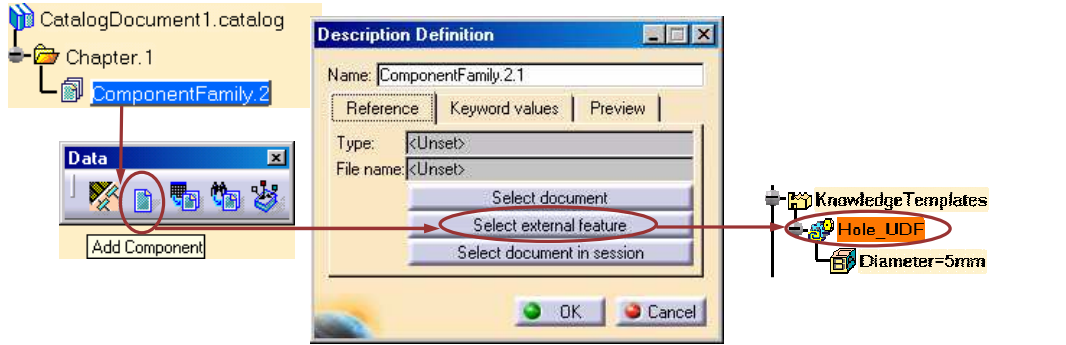 CatalogDocument1.catalog
Chapter.1
ComponentFamily.2
Data
Add Component
Description Definition
Name: ComponentFamily.2.1
Reference Keyword values Preview
Type: <Unset>
File name: <Unset>
Select document
Select external feature
Select document in session
OK Cancel
KnowledgeTemplates
Hole_UDF
Diameter=5mm